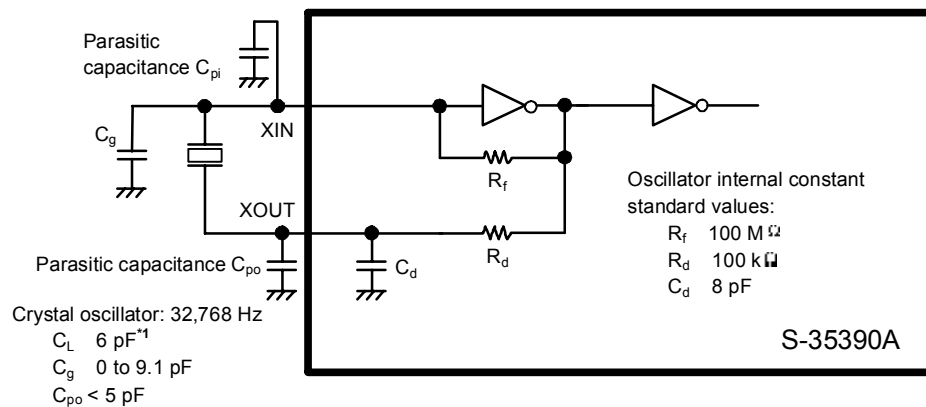 Parasitic
capacitance Cpi
Cg
XIN
Rf
XOUT
Rd
Parasitic capacitance Cpo
Cd
Oscillator internal constant
standard values:
Rf 100 MΩ
Rd 100 kΩ
Cd 8 pF
Crystal oscillator: 32,768 Hz
CL 6 pF*1
Cg 0 to 9.1 pF
Cpo < 5 pF
S-35390A